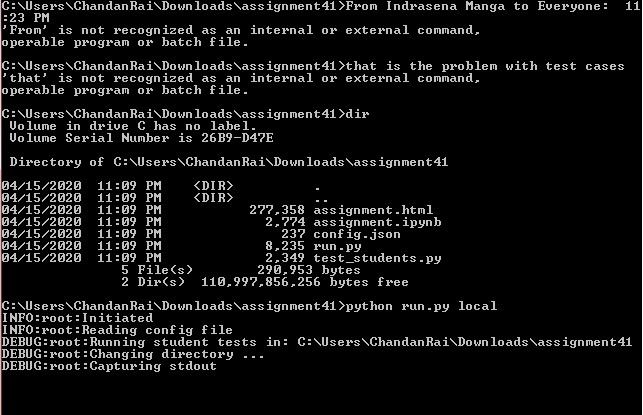 C:\Users\ChandanRai\Downloads\assignment41>From Indrasena Manga to Everyone:  11
:23 PM
'From' is not recognized as an internal or external command,
operable program or batch file.
C:\Users\ChandanRai\Downloads\assignment41>that is the problem with test cases
'that' is not recognized as an internal or external command,
operable program or batch file.
C:\Users\ChandanRai\Downloads\assignment41>dir
 Volume in drive C has no label.
 Volume Serial Number is 26B9-D47E
 Directory of C:\Users\ChandanRai\Downloads\assignment41
04/15/2020  11:09 PM    <DIR>          .
04/15/2020  11:09 PM    <DIR>          ..
04/15/2020  11:09 PM           277,358 assignment.html
04/15/2020  11:09 PM             2,774 assignment.ipynb
04/15/2020  11:09 PM               237 config.json
04/15/2020  11:09 PM             8,235 run.py
04/15/2020  11:09 PM             2,349 test_students.py
               5 File(s)        290,953 bytes
               2 Dir(s)  110,997,856,256 bytes free
C:\Users\ChandanRai\Downloads\assignment41>python run.py local
INFO:root:Initiated
INFO:root:Reading config file
DEBUG:root:Running student tests in: C:\Users\ChandanRai\Downloads\assignment41
DEBUG:root:Changing directory ...
DEBUG:root:Capturing stdout